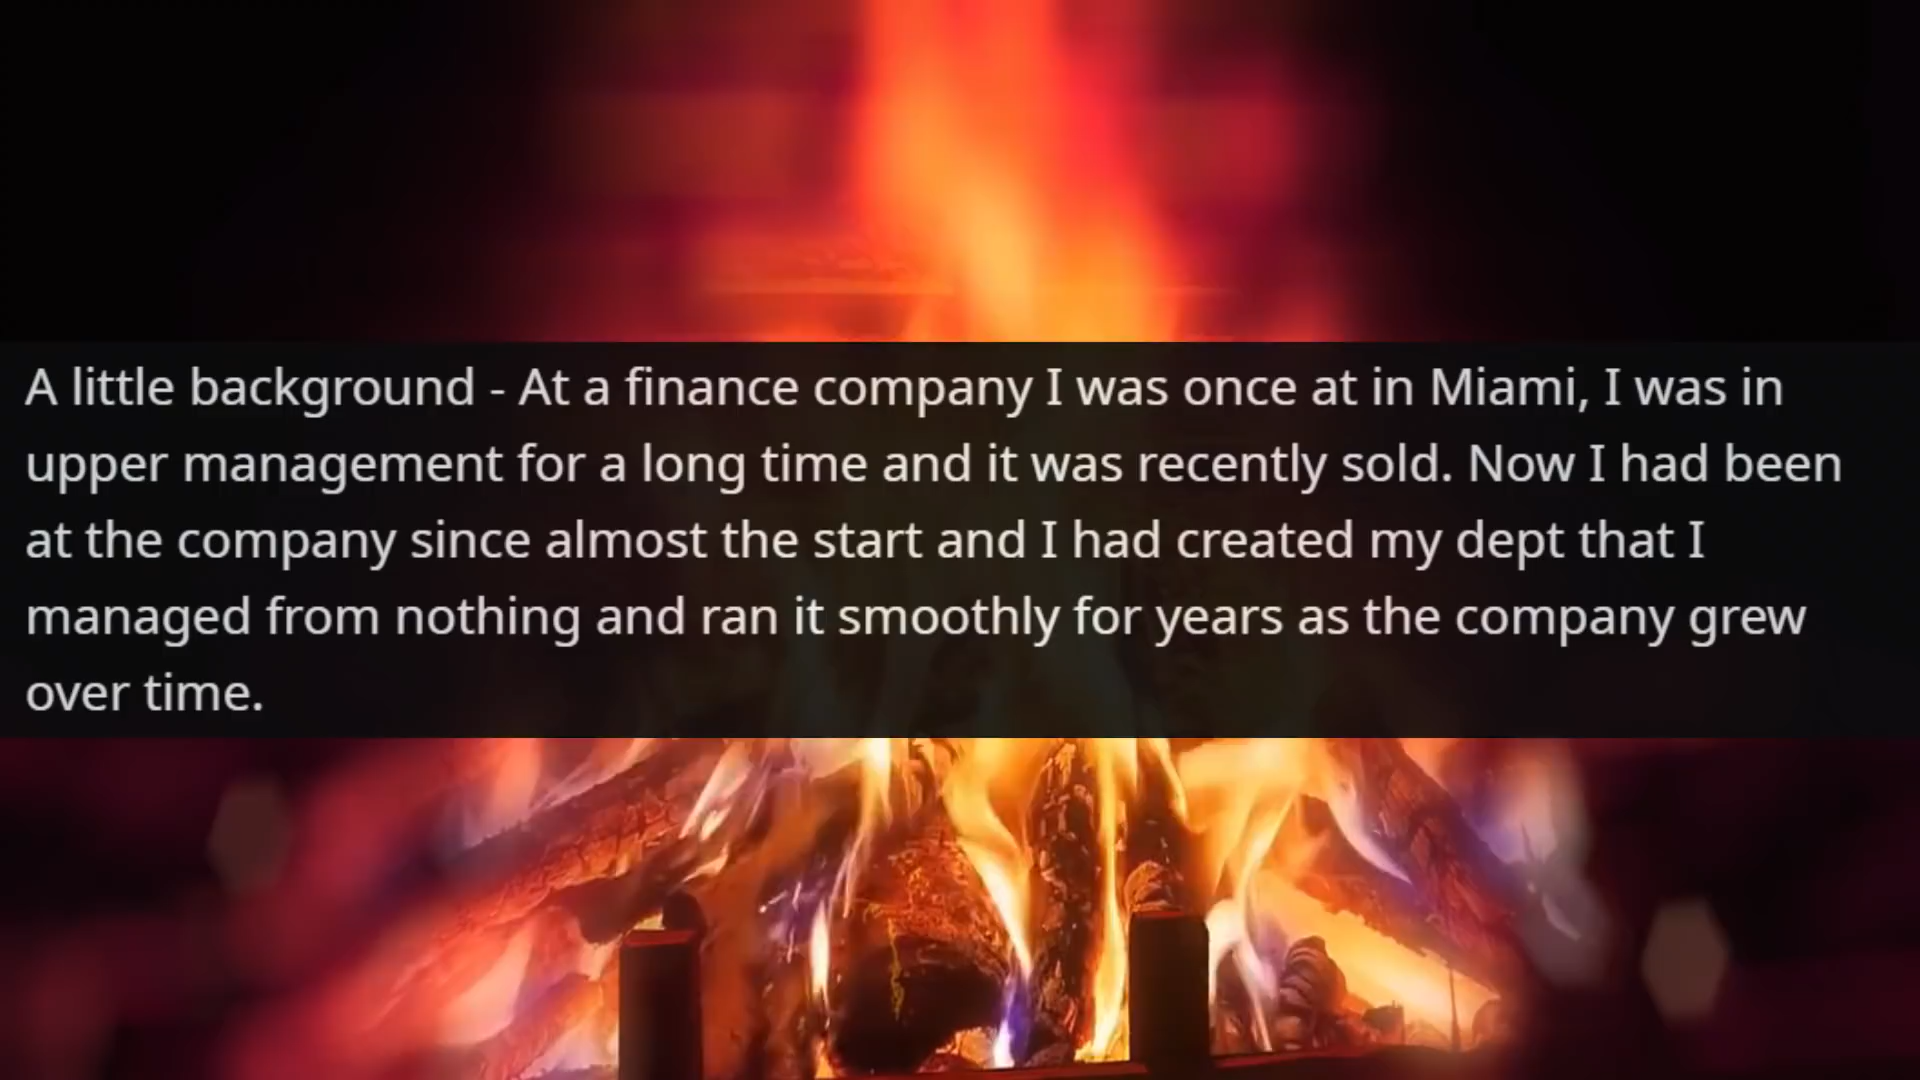 A little background - At a finance company I was once at in Miami, I was in
upper management for a long time and it was recently sold. Now I had been
at the company since almost the start and I had created my dept that I
managed from nothing and ran it smoothly for years as the company grew
over time.